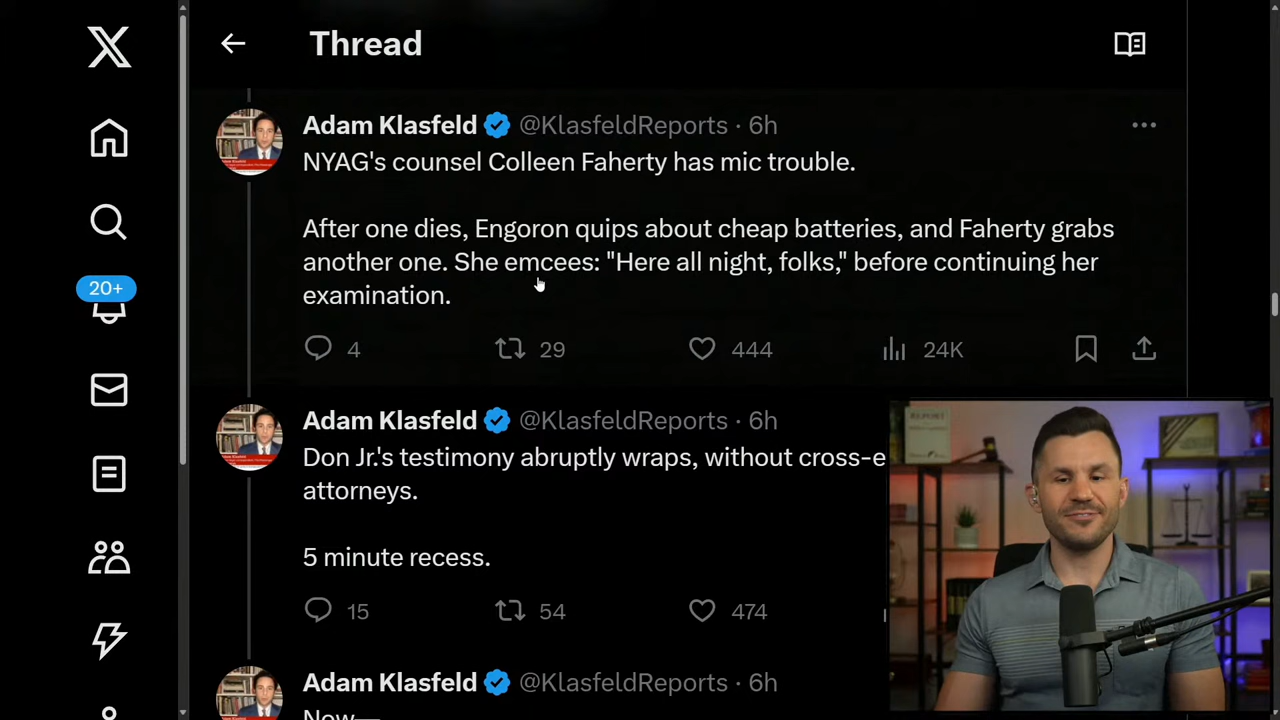 Thread
Adam Klasfeld @KlasfeldReports · 6h
NYAG's counsel Colleen Faherty has mic trouble.
After one dies, Engoron quips about cheap batteries, and Faherty grabs
another one. She emcees: "Here all night, folks," before continuing her
examination.
4 29 444 24K
20+
Adam Klasfeld @KlasfeldReports · 6h
Don Jr.'s testimony abruptly wraps, without cross-e
attorneys.
5 minute recess.
15 54 474
Adam Klasfeld @KlasfeldReports · 6h
Now—
REPORT